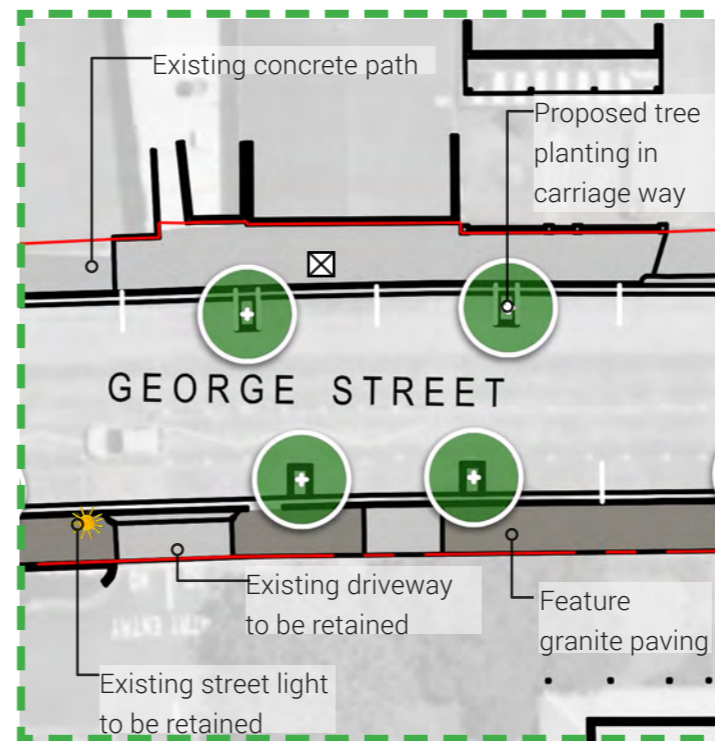 Existing concrete path
Proposed tree
planting in
carriage way
GEORGE STREET
Existing driveway
to be retained
Feature
granite paving
Existing street light
to be retained